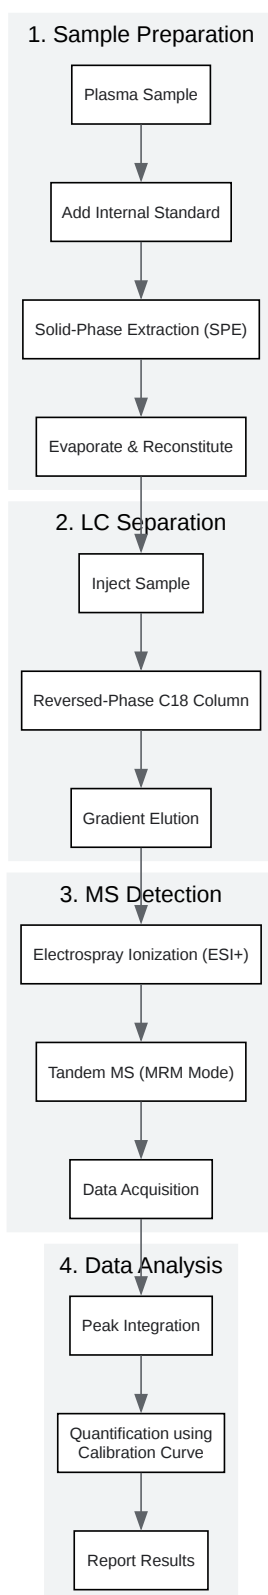 1. Sample Preparation
Plasma Sample
Add Internal Standard
Solid-Phase Extraction (SPE)
Evaporate & Reconstitute
2. LC Separation
Inject Sample
Reversed-Phase C18 Column
Gradient Elution
3. MS Detection
Electrospray Ionization (ESI+)
Tandem MS (MRM Mode)
Data Acquisition
4. Data Analysis
Peak Integration
Quantification using
Calibration Curve
Report Results